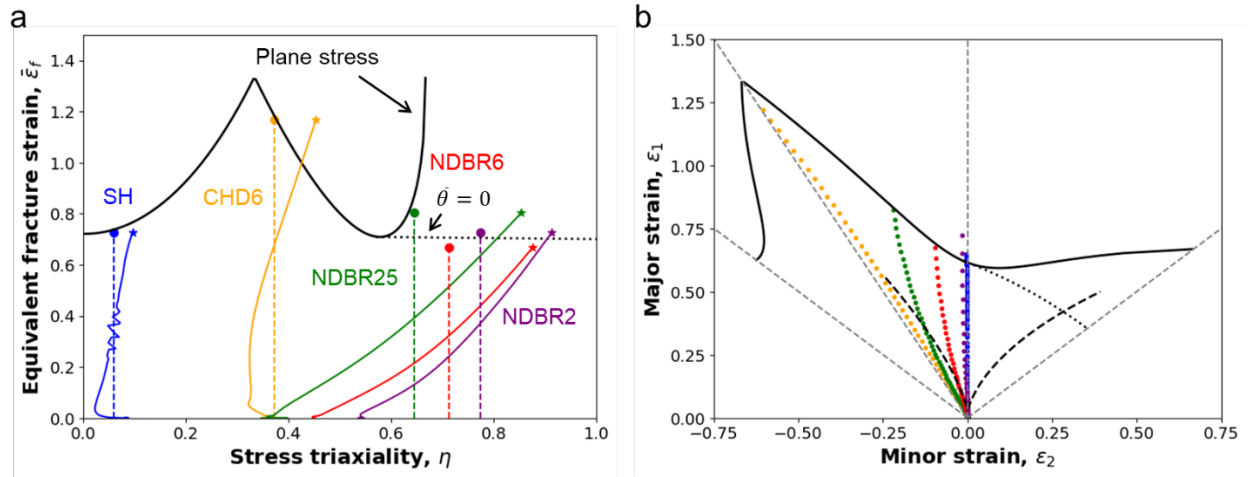 a
Equivalent fracture strain, ε̄_f
1.4
1.2
1.0
0.8
0.6
0.4
0.2
0.0
Plane stress
SH
CHD6
NDBR6
θ̄ = 0
NDBR25
NDBR2
0.0 0.2 0.4 0.6 0.8 1.0
Stress triaxiality, η
b
Major strain, ε₁
1.50
1.25
1.00
0.75
0.50
0.25
0.00
-0.75 -0.50 -0.25 0.00 0.25 0.50 0.75
Minor strain, ε₂